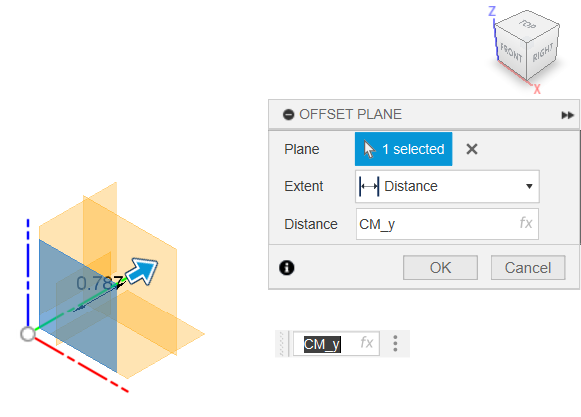 Z
TOP
FRONT
RIGHT
X
OFFSET PLANE
Plane
1 selected
Extent
Distance
Distance
CM_y
fx
OK
Cancel
0.787
CM_y
fx